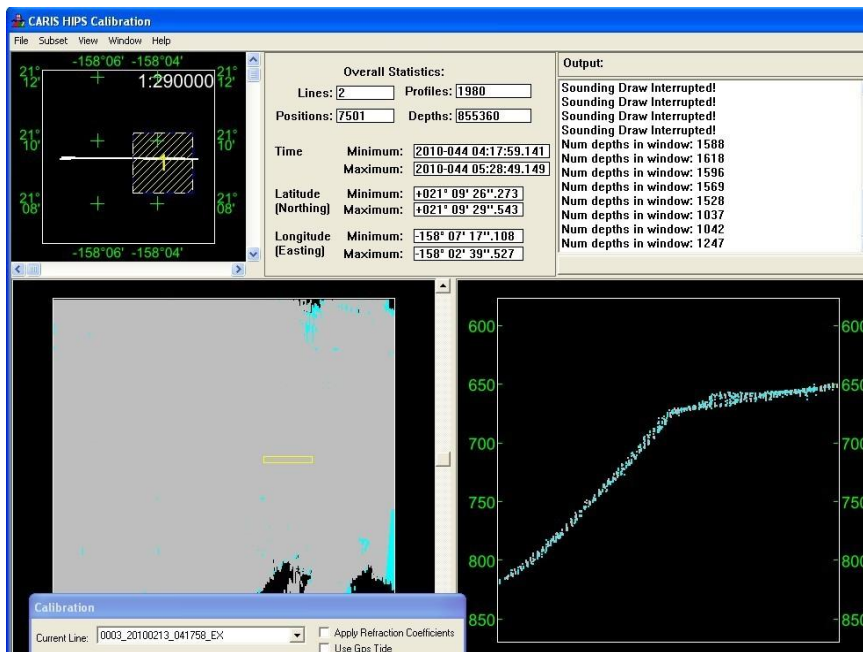 CARIS HIPS Calibration
File Subset View Window Help
-158°06' -158°04'
21° 12' 1:290000 21° 12'
21° 10' 21° 10'
21° 08' 21° 08'
-158°06' -158°04'
Overall Statistics:
Lines: 2 Profiles: 1980
Positions: 7501 Depths: 855360
Time Minimum: 2010-044 04:17:59.141
Maximum: 2010-044 05:28:49.149
Latitude (Northing) Minimum: +021° 09' 26".273
Maximum: +021° 09' 29".543
Longitude (Easting) Minimum: -158° 07' 17".108
Maximum: -158° 02' 39".527
Output:
Sounding Draw Interrupted!
Sounding Draw Interrupted!
Sounding Draw Interrupted!
Sounding Draw Interrupted!
Num depths in window: 1588
Num depths in window: 1618
Num depths in window: 1596
Num depths in window: 1569
Num depths in window: 1528
Num depths in window: 1037
Num depths in window: 1042
Num depths in window: 1247
600 600
650 650
700 700
750 750
800 800
850 850
Calibration
Current Line: 0003_20100213_041758_EX
Apply Refraction Coefficients
Use Gps Tide